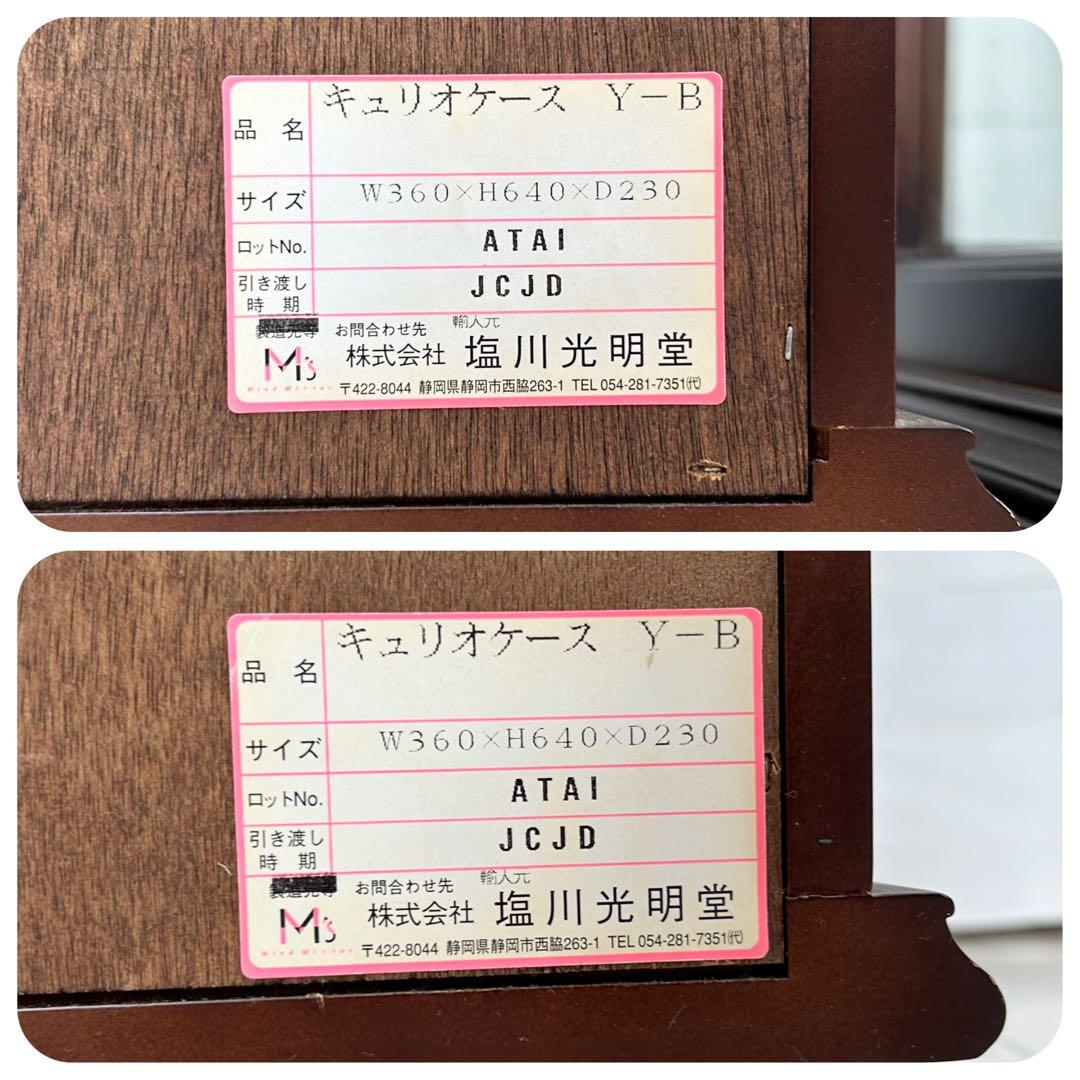 キュリオケース Y－B
品 名
サイズ W360×H640×D230
ロットNo. ATAI
引き渡し
時 期 JCJD
お問合わせ先 輸入元
M's 株式会社 塩川光明堂
Mind Mirror 〒422-8044 静岡県静岡市西脇263-1 TEL 054-281-7351㈹
キュリオケース Y－B
品 名
サイズ W360×H640×D230
ロットNo. ATAI
引き渡し
時 期 JCJD
お問合わせ先 輸入元
M's 株式会社 塩川光明堂
Mind Mirror 〒422-8044 静岡県静岡市西脇263-1 TEL 054-281-7351㈹